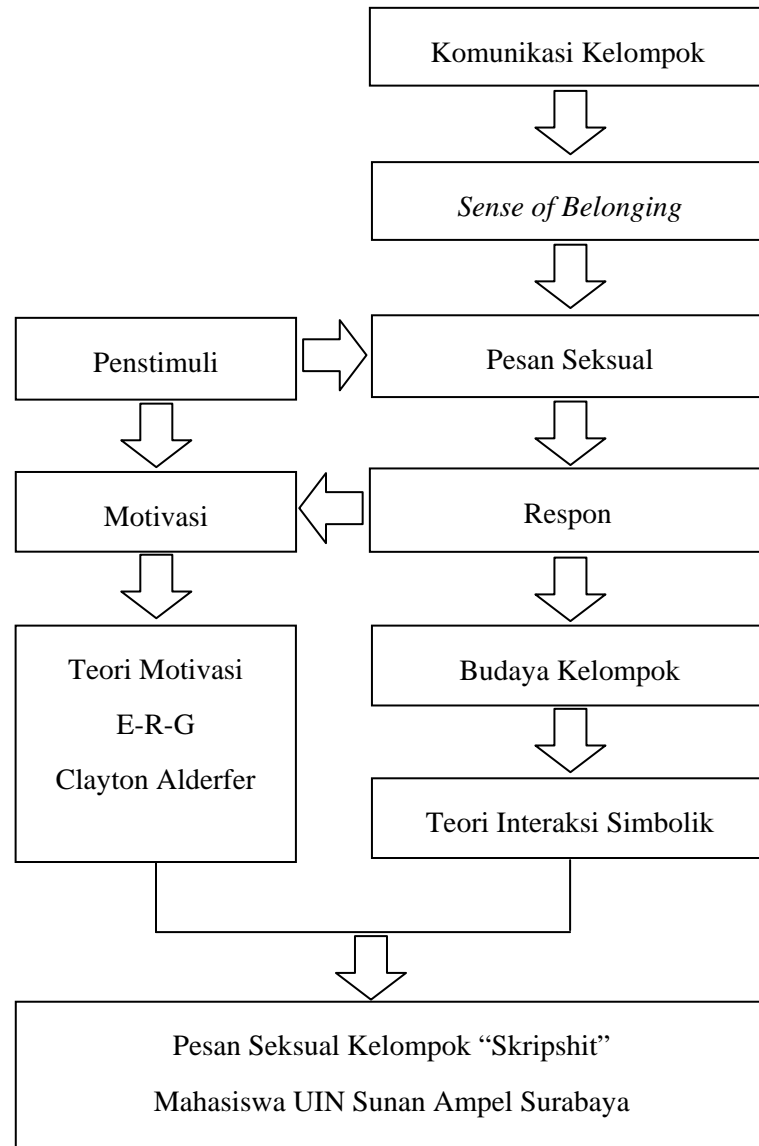 Komunikasi Kelompok
Sense of Belonging
Penstimuli
Pesan Seksual
Motivasi
Respon
Teori Motivasi
E-R-G
Clayton Alderfer
Budaya Kelompok
Teori Interaksi Simbolik
Pesan Seksual Kelompok “Skripshit”
Mahasiswa UIN Sunan Ampel Surabaya